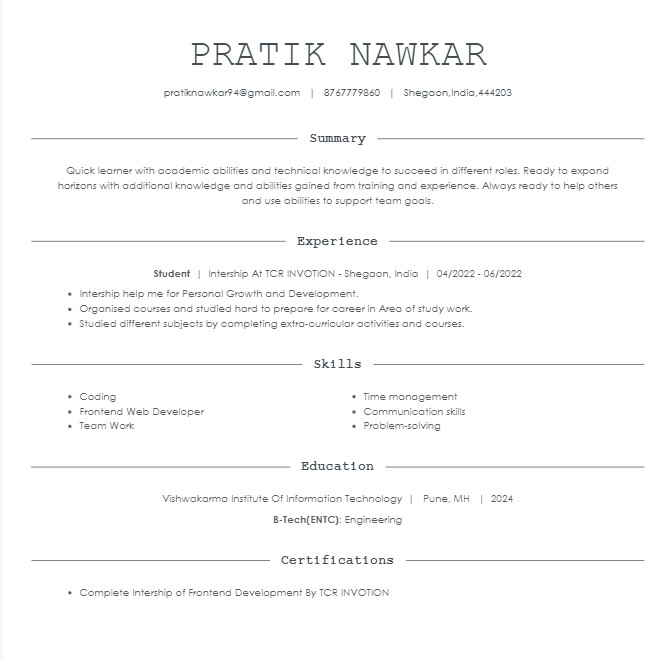 PRATIK NAWKAR
pratiknawkar94@gmail.com | 8767779860 | Shegaon,India,444203
Summary
Quick learner with academic abilities and technical knowledge to succeed in different roles. Ready to expand
horizons with additional knowledge and abilities gained from training and experience. Always ready to help others
and use abilities to support team goals.
Experience
Student | Intership At TCR INVOTION - Shegaon, India | 04/2022 - 06/2022
• Intership help me for Personal Growth and Development.
• Organised courses and studied hard to prepare for career in Area of study work.
• Studied different subjects by completing extra-curricular activities and courses.
Skills
• Coding
• Frontend Web Developer
• Team Work
• Time management
• Communication skills
• Problem-solving
Education
Vishwakarma Institute Of Information Technology | Pune, MH | 2024
B-Tech(ENTC): Engineering
Certifications
• Complete Intership of Frontend Development By TCR INVOTION